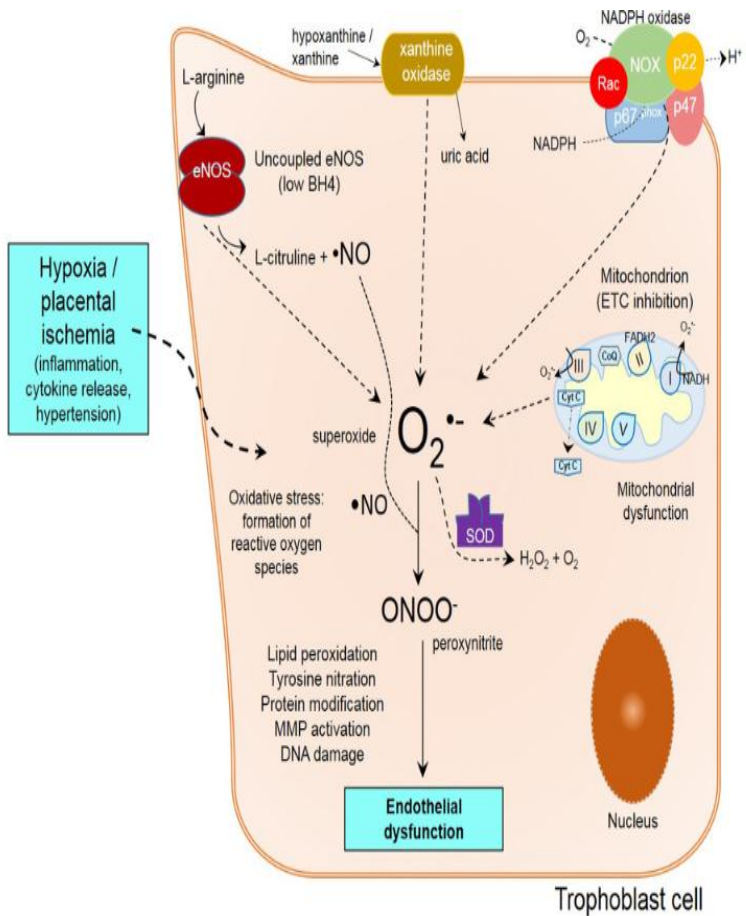 NADPH oxidase
hypoxanthine /
xanthine
xanthine
oxidase
O₂
NOX
p22
H⁺
Rac
p67 phox
p47
L-arginine
NADPH
uric acid
eNOS
Uncoupled eNOS
(low BH4)
L-citruline + •NO
Hypoxia /
placental
ischemia
(inflammation,
cytokine release,
hypertension)
Mitochondrion
(ETC inhibition)
FADH2
O₂•-
III
CoQ
II
I
NADH
O₂•-
Cyt C
IV
V
Cyt C
Mitochondrial
dysfunction
superoxide
O₂•-
•NO
Oxidative stress:
formation of
reactive oxygen
species
SOD
H₂O₂ + O₂
ONOO⁻
peroxynitrite
Lipid peroxidation
Tyrosine nitration
Protein modification
MMP activation
DNA damage
Endothelial
dysfunction
Nucleus
Trophoblast cell